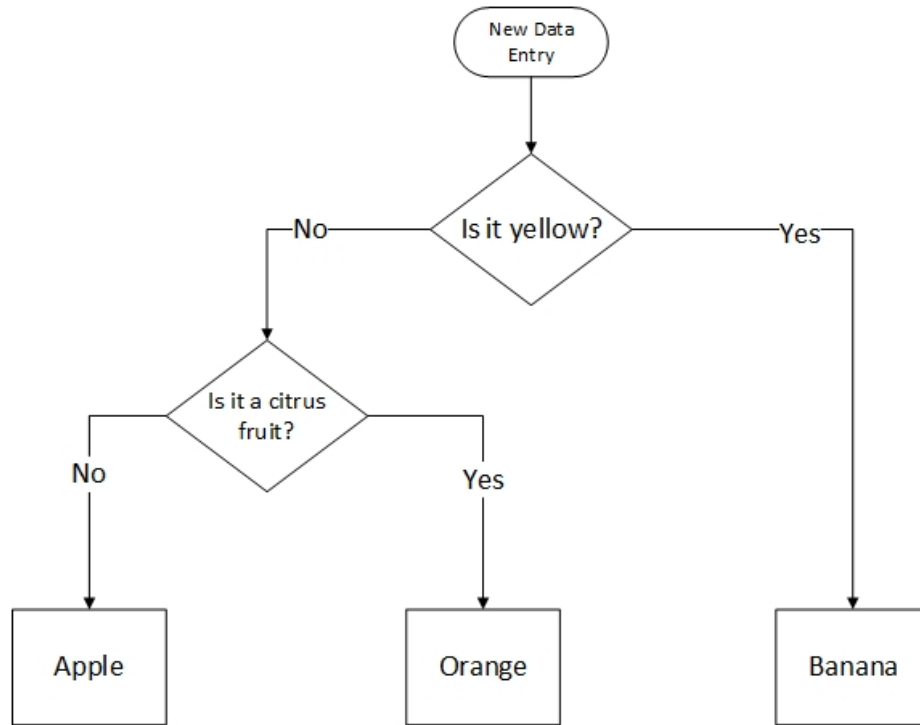 New Data
Entry
Is it yellow?
No
Yes
Is it a citrus
fruit?
No
Yes
Apple
Orange
Banana